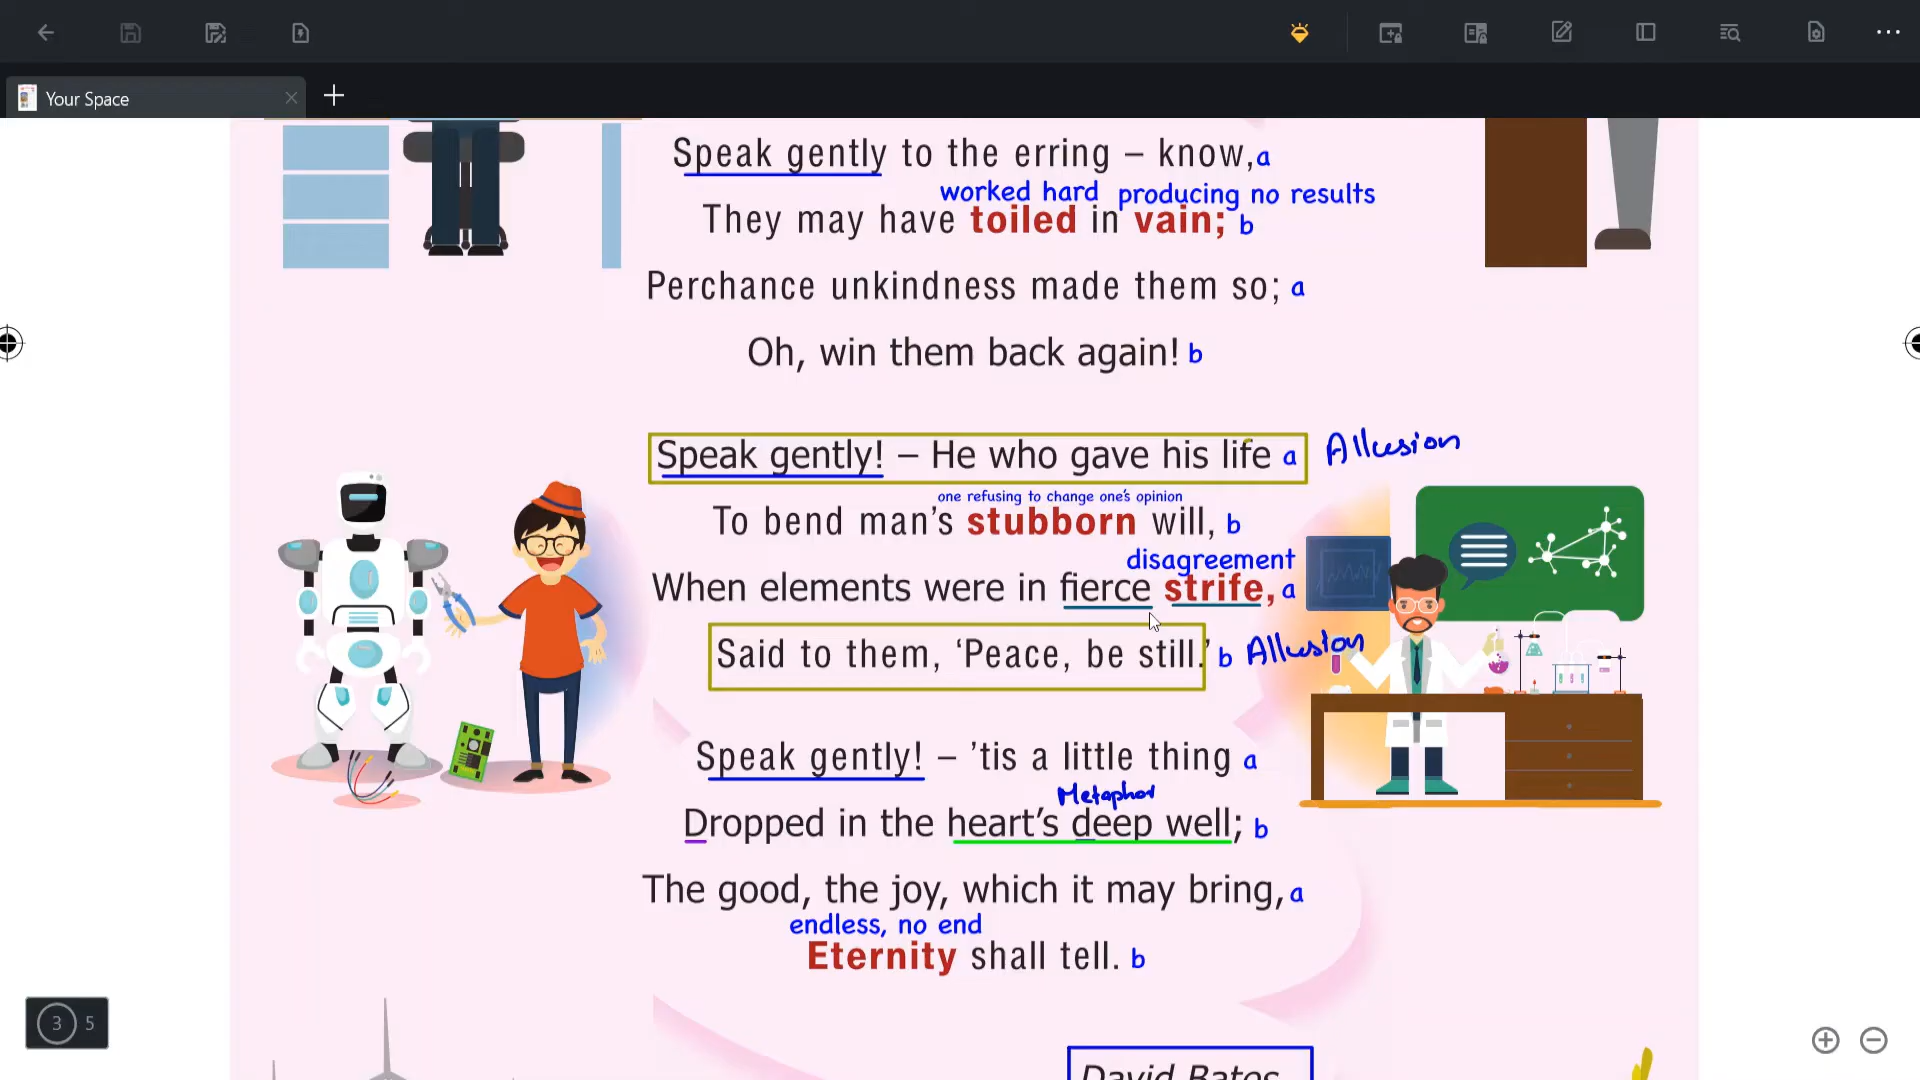 Your Space
Speak gently to the erring – know, a
worked hard producing no results
They may have toiled in vain; b
Perchance unkindness made them so; a
Oh, win them back again! b
Speak gently! – He who gave his life a Allusion
one refusing to change one's opinion
To bend man's stubborn will, b
disagreement
When elements were in fierce strife, a
Said to them, 'Peace, be still.' b Allusion
Speak gently! – 'tis a little thing a
Metaphor
Dropped in the heart's deep well; b
The good, the joy, which it may bring, a
endless, no end
Eternity shall tell. b
3 5
David Bates